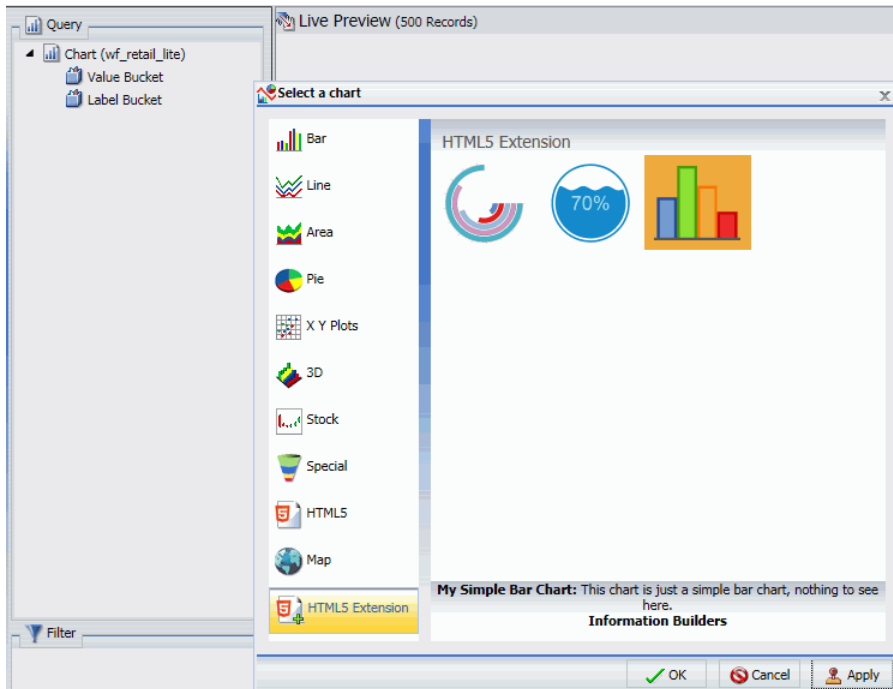 Query
Live Preview (500 Records)
Chart (wf_retail_lite)
Value Bucket
Label Bucket
Select a chart
x
Bar
Line
Area
Pie
X Y Plots
3D
Stock
Special
HTML5
Map
HTML5 Extension
HTML5 Extension
70%
My Simple Bar Chart: This chart is just a simple bar chart, nothing to see
here.
Information Builders
Filter
OK
Cancel
Apply